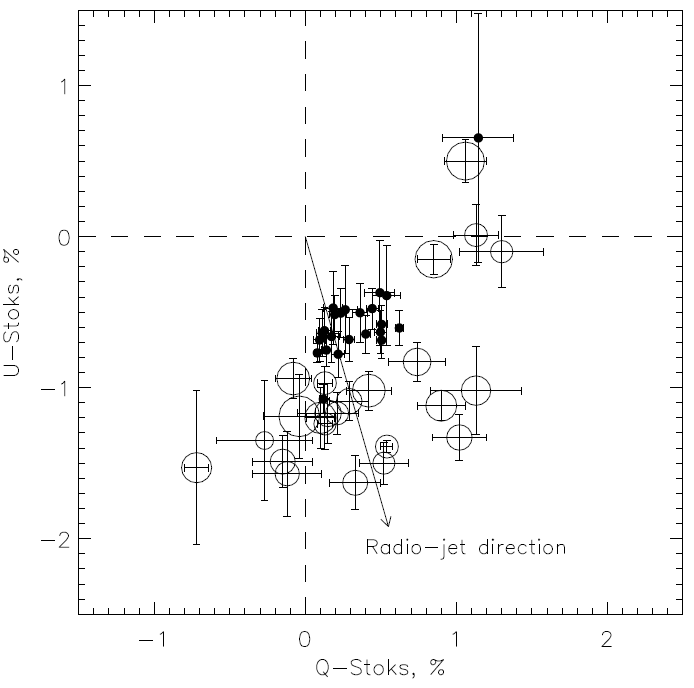 1
0
−1
−2
U−Stoks, %
Radio−jet direction
−1 0 1 2
Q−Stoks, %